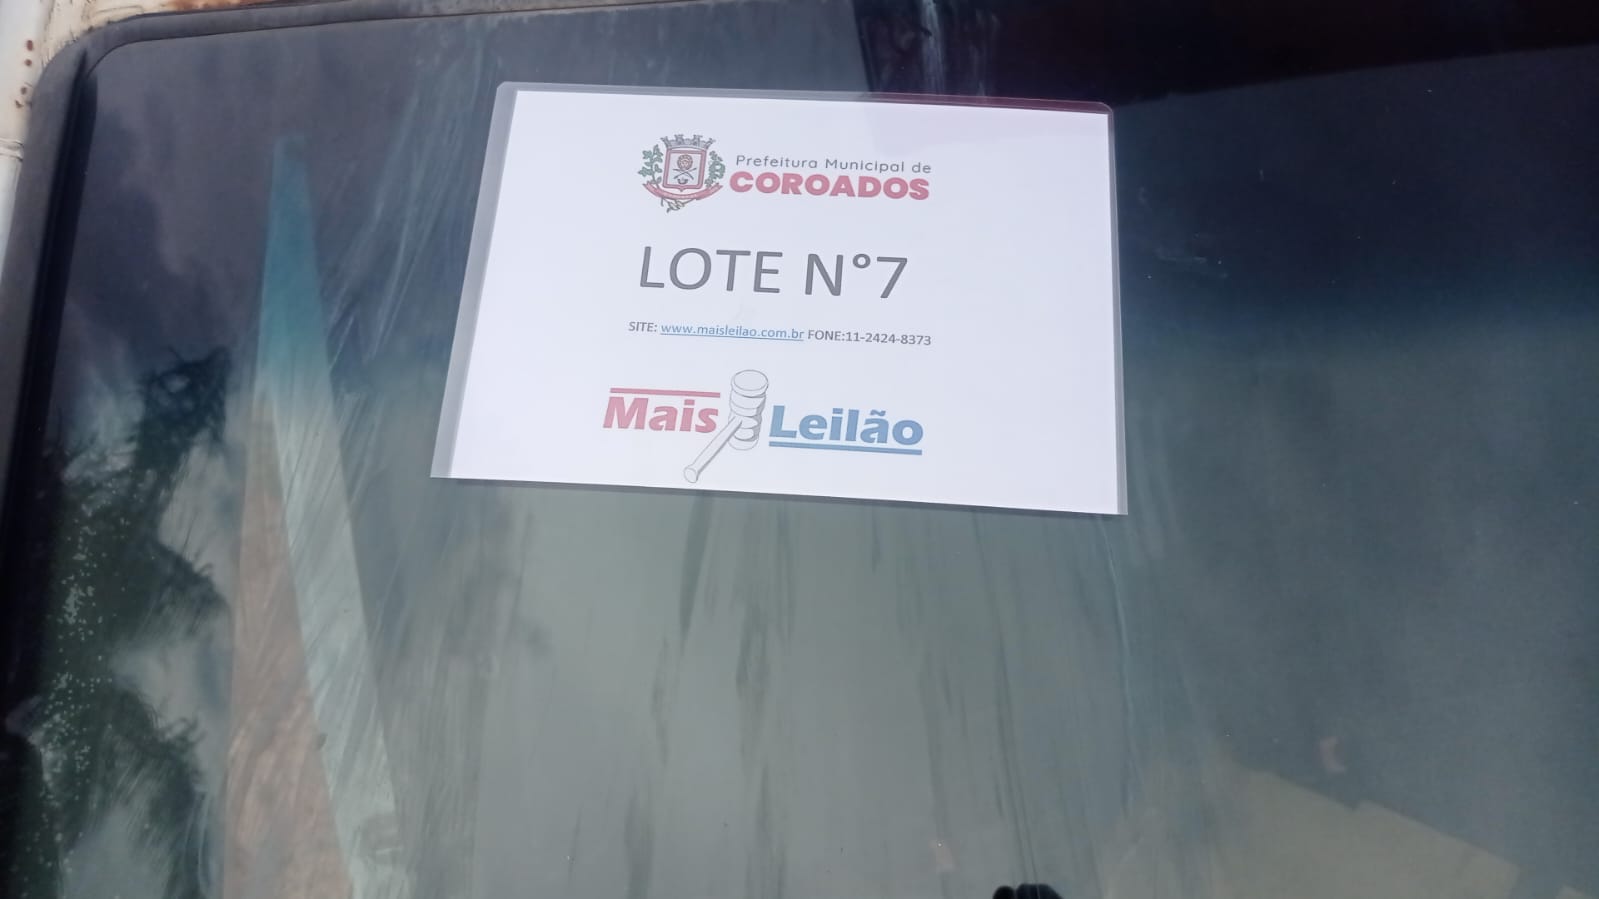 Prefeitura Municipal de
COROADOS
LOTE N°7
SITE: www.maisleilao.com.br FONE:11-2424-8373
Mais Leilão